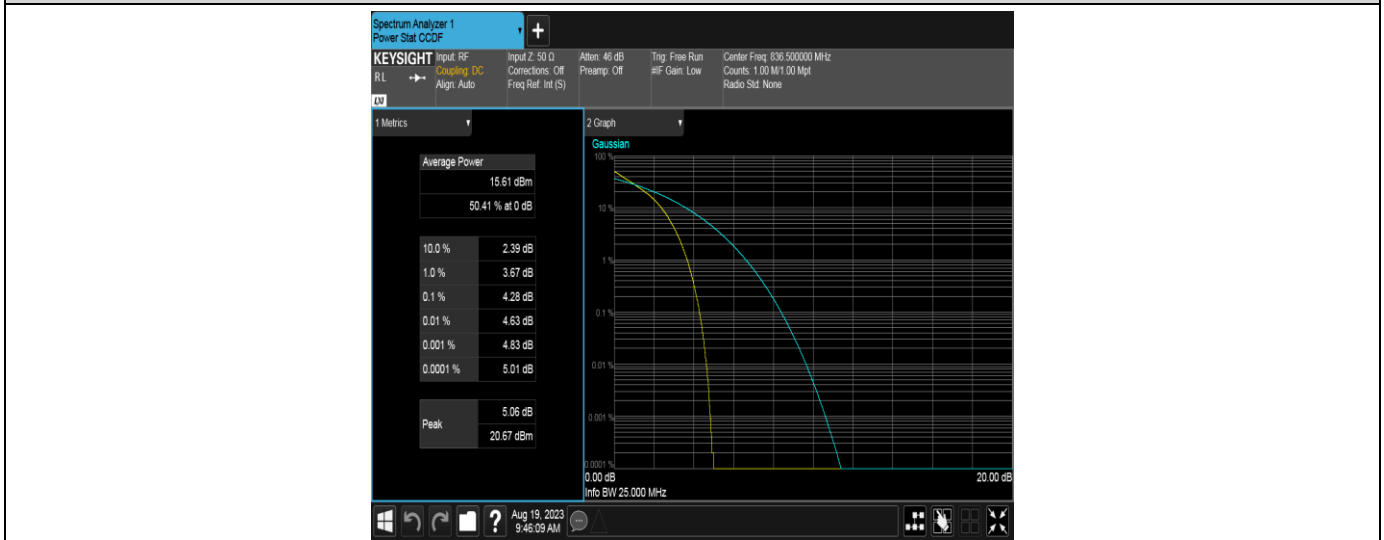 Spectrum Analyzer 1
Power Stat CCDF
+
KEYSIGHT
RL
LXI
Input: RF
Coupling: DC
Align: Auto
Input Z: 50 Ω
Corrections: Off
Freq Ref: Int (S)
Atten: 46 dB
Preamp: Off
Trig: Free Run
#IF Gain: Low
Center Freq: 836.500000 MHz
Counts: 1.00 M/1.00 Mpt
Radio Std: None
1 Metrics
Average Power
15.61 dBm
50.41 % at 0 dB
10.0 % 2.39 dB
1.0 % 3.67 dB
0.1 % 4.28 dB
0.01 % 4.63 dB
0.001 % 4.83 dB
0.0001 % 5.01 dB
Peak
5.06 dB
20.67 dBm
2 Graph
Gaussian
100 %
10 %
1 %
0.1 %
0.01 %
0.001 %
0.0001 %
0.00 dB 20.00 dB
Info BW 25.000 MHz
?
Aug 19, 2023
9:46:09 AM